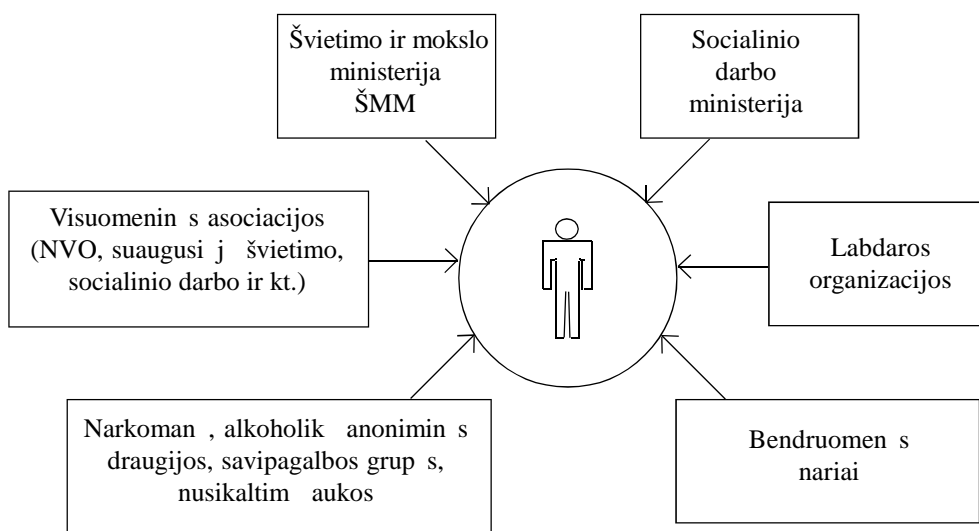 Švietimo ir mokslo
ministerija
ŠMM
Socialinio
darbo
ministerija
Visuomenin s asociacijos
(NVO, suaugusi j švietimo,
socialinio darbo ir kt.)
Labdaros
organizacijos
Narkoman , alkoholik anonimin s
draugijos, savipagalbos grup s,
nusikaltim aukos
Bendruomen s
nariai